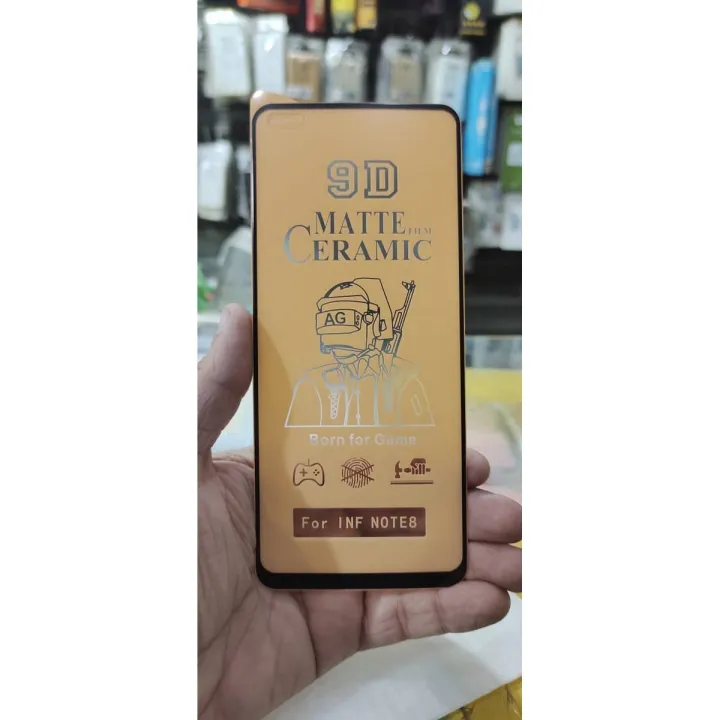 9D
MATTE FILM
CERAMIC
AG
Born for Game
For INF NOTE8